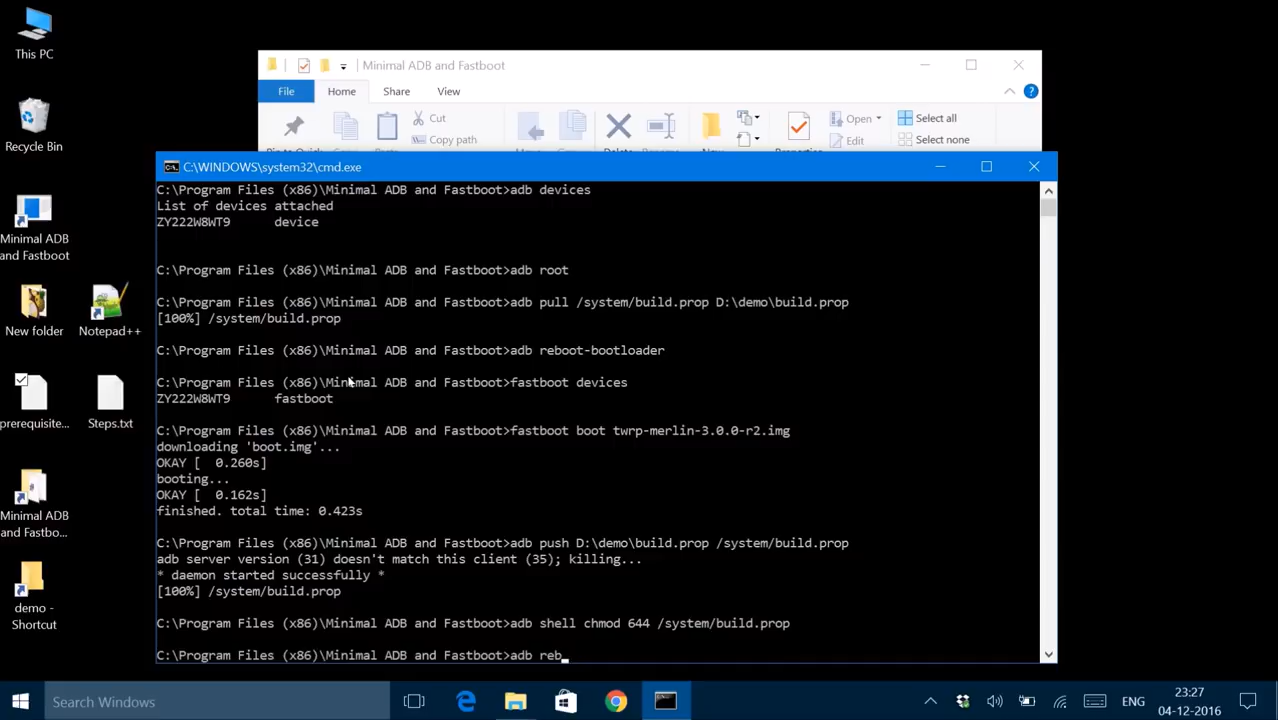 This PC
Minimal ADB and Fastboot
File
Home
Share
View
Cut
Copy path
Open
Edit
Select all
Select none
Recycle Bin
C:\WINDOWS\system32\cmd.exe
C:\Program Files (x86)\Minimal ADB and Fastboot>adb devices
List of devices attached
ZY222W8WT9 device
C:\Program Files (x86)\Minimal ADB and Fastboot>adb root
C:\Program Files (x86)\Minimal ADB and Fastboot>adb pull /system/build.prop D:\demo\build.prop
[100%] /system/build.prop
C:\Program Files (x86)\Minimal ADB and Fastboot>adb reboot-bootloader
C:\Program Files (x86)\Minimal ADB and Fastboot>fastboot devices
ZY222W8WT9 fastboot
C:\Program Files (x86)\Minimal ADB and Fastboot>fastboot boot twrp-merlin-3.0.0-r2.img
downloading 'boot.img'...
OKAY [  0.260s]
booting...
OKAY [  0.162s]
finished. total time: 0.423s
C:\Program Files (x86)\Minimal ADB and Fastboot>adb push D:\demo\build.prop /system/build.prop
adb server version (31) doesn't match this client (35); killing...
* daemon started successfully *
[100%] /system/build.prop
C:\Program Files (x86)\Minimal ADB and Fastboot>adb shell chmod 644 /system/build.prop
C:\Program Files (x86)\Minimal ADB and Fastboot>adb reb_
Minimal ADB
and Fastboot
New folder
Notepad++
prerequisite...
Steps.txt
Minimal ADB
and Fastbo...
demo -
Shortcut
Search Windows
ENG
23:27
04-12-2016